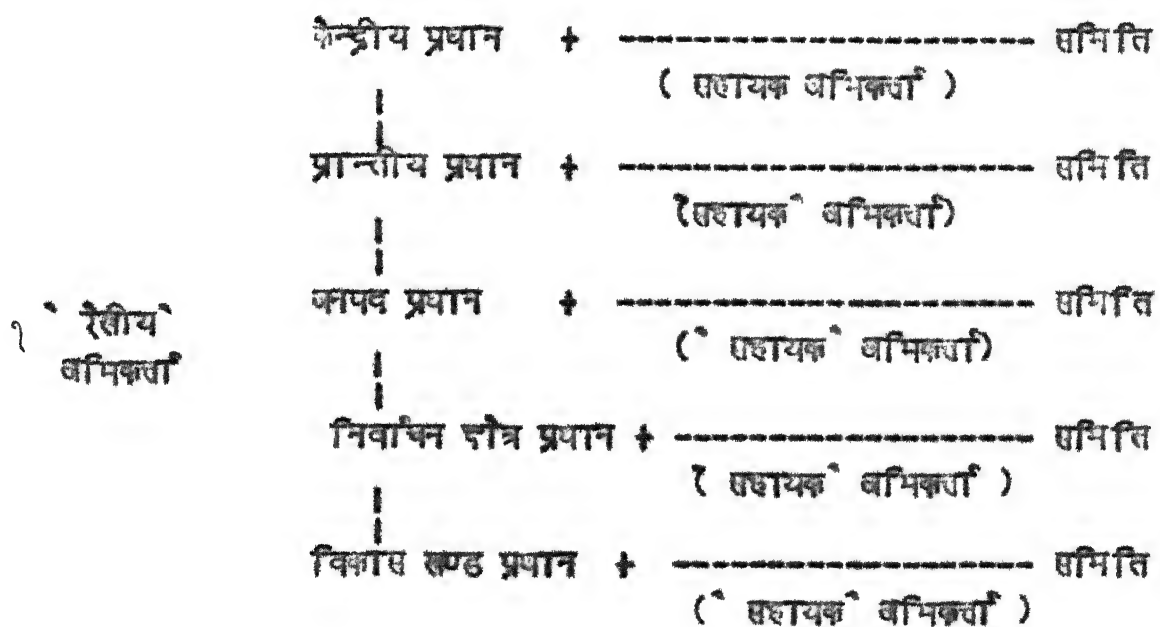 केन्द्रीय प्रधान + ----------------------- समिति
( सहायक अभिकर्ता )
प्रान्तीय प्रधान + ----------------------- समिति
(सहायक` अभिकर्ता)
जनपद प्रधान + ----------------------- समिति
` रैखीय`
(` सहायक` अभिकर्ता)
अभिकर्ता
निर्वाचन क्षेत्र प्रधान + -------------------- समिति
( सहायक` अभिकर्ता )
विकास खण्ड प्रधान + -------------------- समिति
(` सहायक` अभिकर्ता )